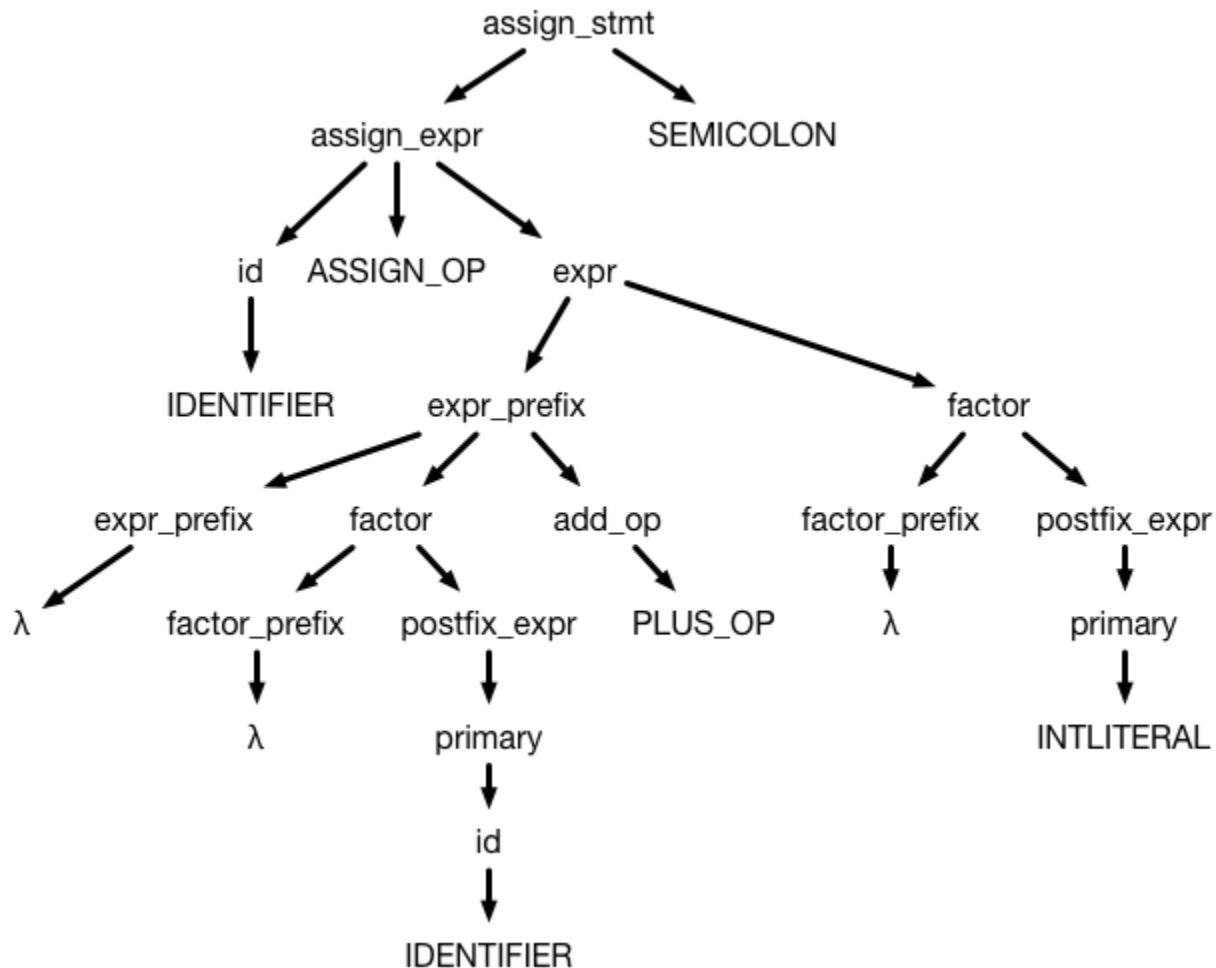 assign_stmt
assign_expr SEMICOLON
id ASSIGN_OP expr
IDENTIFIER expr_prefix factor
expr_prefix factor add_op factor_prefix postfix_expr
λ factor_prefix postfix_expr PLUS_OP λ primary
λ primary INTLITERAL
id
IDENTIFIER